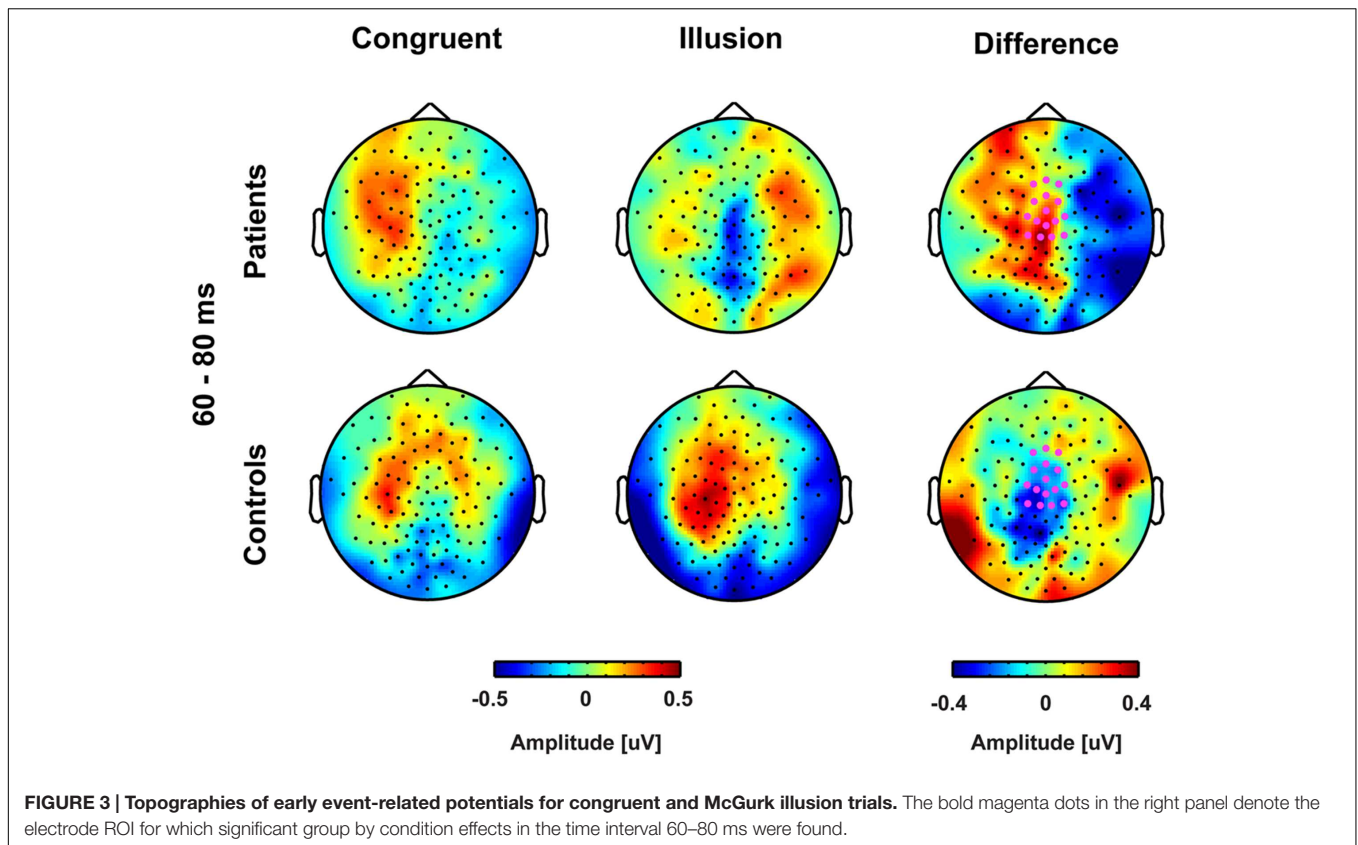 Congruent
Illusion
Difference
60 - 80 ms
Patients
Controls
-0.5 0 0.5
Amplitude [uV]
-0.4 0 0.4
Amplitude [uV]
FIGURE 3 | Topographies of early event-related potentials for congruent and McGurk illusion trials. The bold magenta dots in the right panel denote the
electrode ROI for which significant group by condition effects in the time interval 60–80 ms were found.